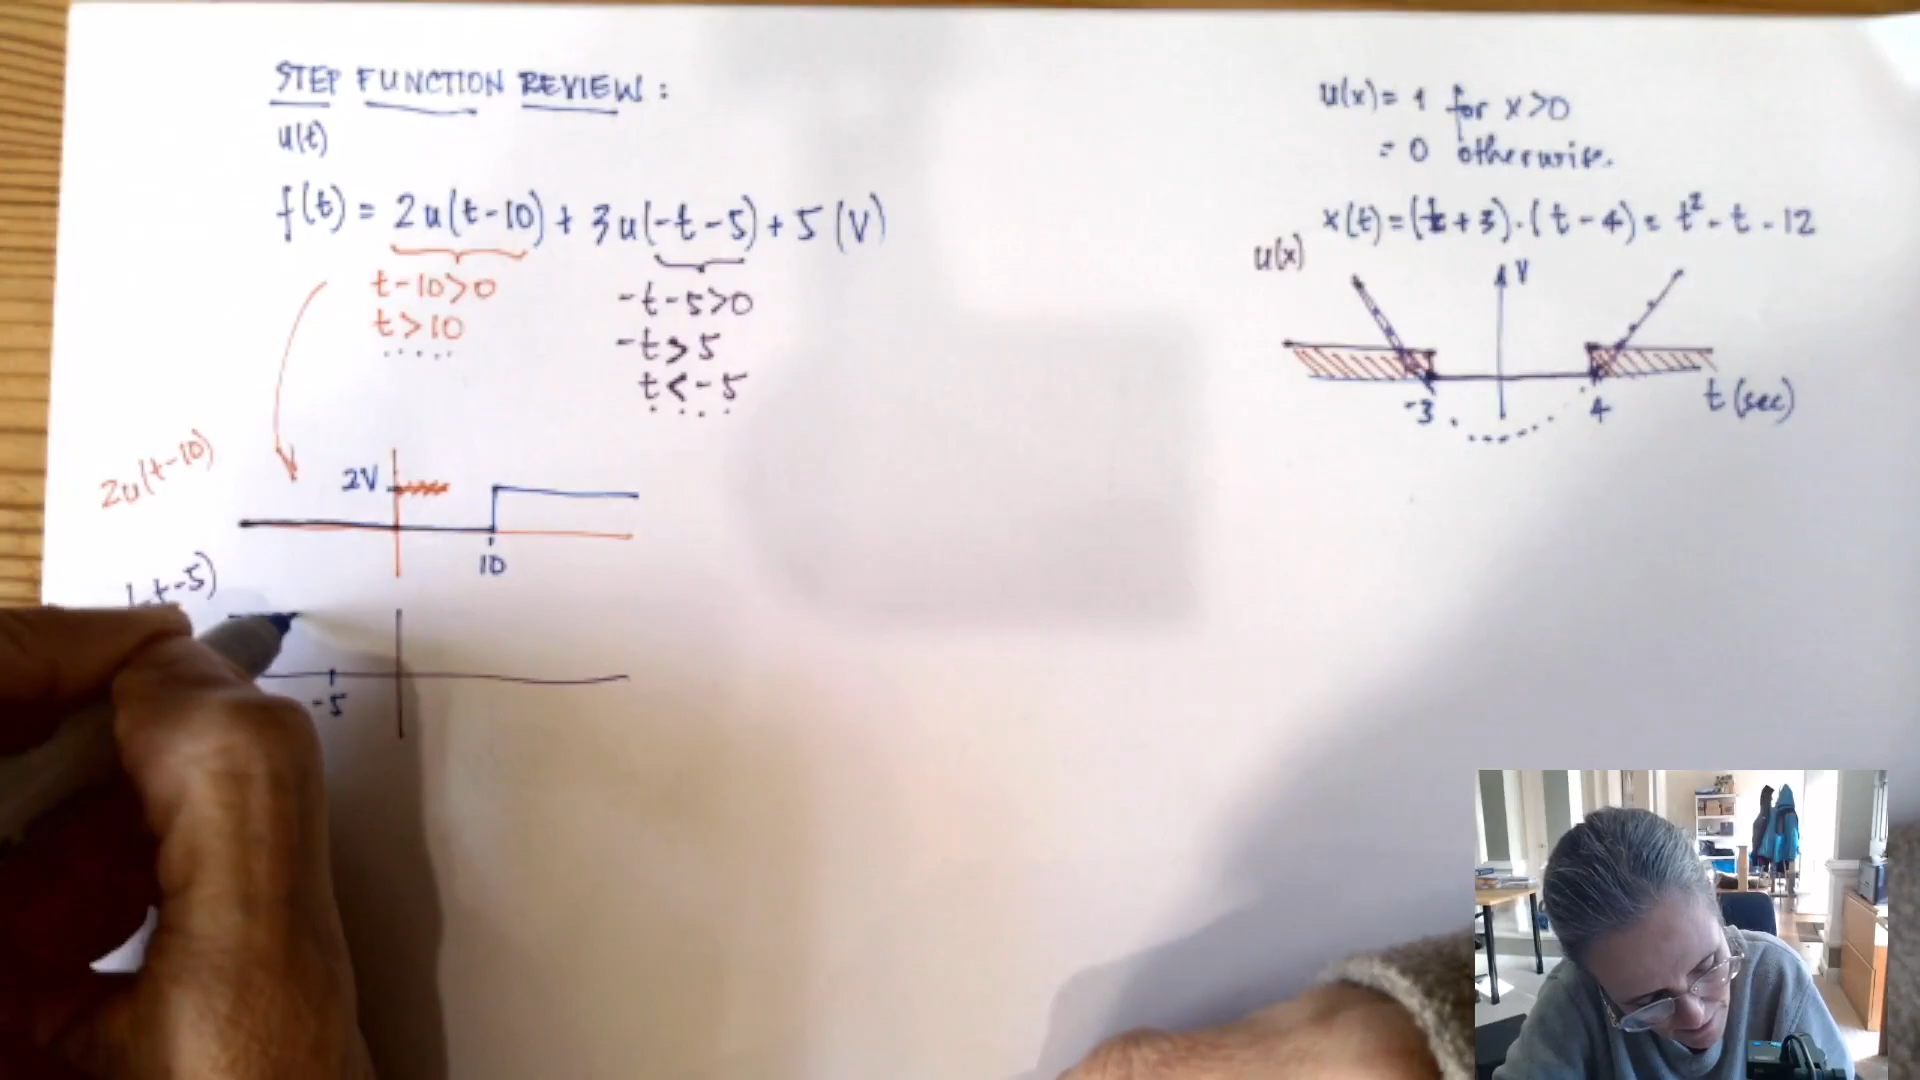 STEP FUNCTION REVIEW :
u(t)
f(t) = 2u(t-10) + 3u(-t-5) + 5 (V)
t-10>0
t>10
-t-5>0
-t>5
t<-5
2u(t-10)
2V
10
-t-5)
-5
u(x) = 1 for x>0
= 0 otherwise.
x(t) = (t+3)·(t-4) = t² - t - 12
u(x)
V
-3
4
t (sec)